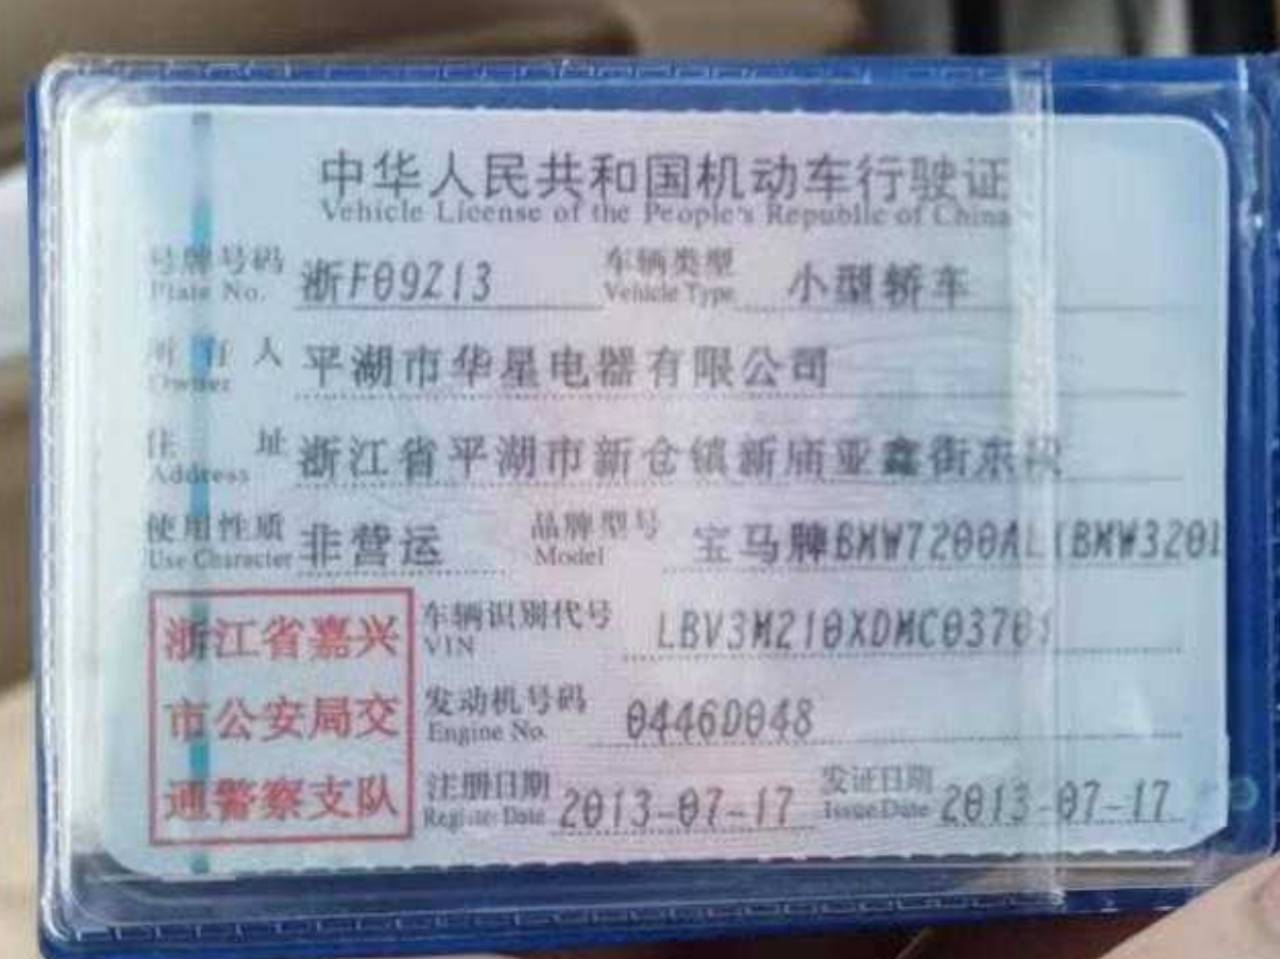 中华人民共和国机动车行驶证
Vehicle License of the People's Republic of China
号牌号码 浙F09Z13 车辆类型 小型轿车
Plate No. Vehicle Type
所有人 平湖市华星电器有限公司
Owner
住 址 浙江省平湖市新仓镇新庙亚鑫街东段
Address
使用性质 非营运 品牌型号 宝马牌BMW7200AL(BMW320L
Use Character Model
浙江省嘉兴 车辆识别代号
VIN
市公安局交 发动机号码 0446D048
Engine No.
通警察支队 注册日期 2013-07-17 发证日期 2013-07-17
Register Date Issue Date